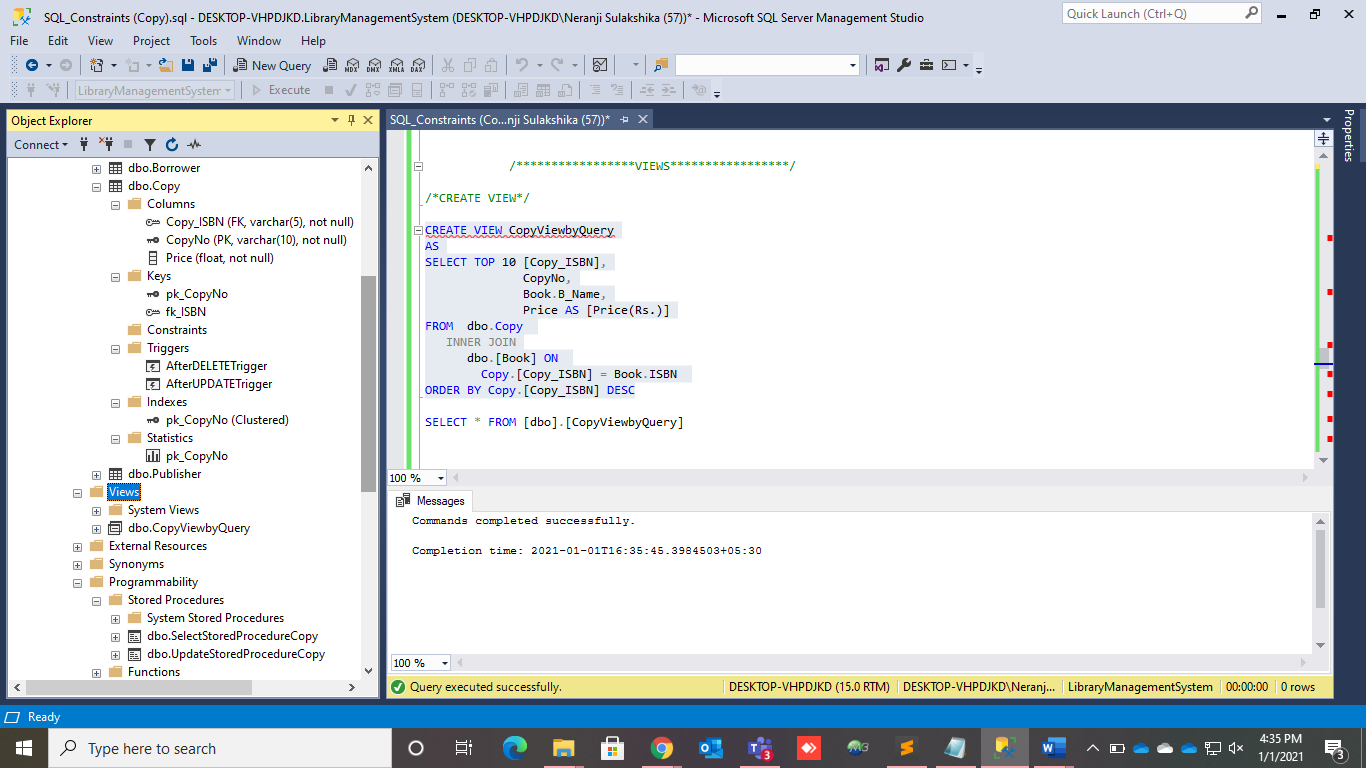 SQL_Constraints (Copy).sql - DESKTOP-VHPDJKD.LibraryManagementSystem (DESKTOP-VHPDJKD\Neranji Sulakshika (57))* - Microsoft SQL Server Management Studio
Quick Launch (Ctrl+Q)
File Edit View Project Tools Window Help
New Query MDX DMX XMLA DAX
LibraryManagementSystem Execute
Object Explorer
Connect
dbo.Borrower
dbo.Copy
Columns
Copy_ISBN (FK, varchar(5), not null)
CopyNo (PK, varchar(10), not null)
Price (float, not null)
Keys
pk_CopyNo
fk_ISBN
Constraints
Triggers
AfterDELETETrigger
AfterUPDATETrigger
Indexes
pk_CopyNo (Clustered)
Statistics
pk_CopyNo
dbo.Publisher
Views
System Views
dbo.CopyViewbyQuery
External Resources
Synonyms
Programmability
Stored Procedures
System Stored Procedures
dbo.SelectStoredProcedureCopy
dbo.UpdateStoredProcedureCopy
Functions
SQL_Constraints (Co...nji Sulakshika (57))*
Properties
/*****************VIEWS*****************/
/*CREATE VIEW*/
CREATE VIEW CopyViewbyQuery
AS
SELECT TOP 10 [Copy_ISBN],
CopyNo,
Book.B_Name,
Price AS [Price(Rs.)]
FROM dbo.Copy
INNER JOIN
dbo.[Book] ON
Copy.[Copy_ISBN] = Book.ISBN
ORDER BY Copy.[Copy_ISBN] DESC
SELECT * FROM [dbo].[CopyViewbyQuery]
100 %
Messages
Commands completed successfully.
Completion time: 2021-01-01T16:35:45.3984503+05:30
100 %
Query executed successfully. DESKTOP-VHPDJKD (15.0 RTM) DESKTOP-VHPDJKD\Neranj... LibraryManagementSystem 00:00:00 0 rows
Ready
Type here to search
3
4:35 PM
1/1/2021
3